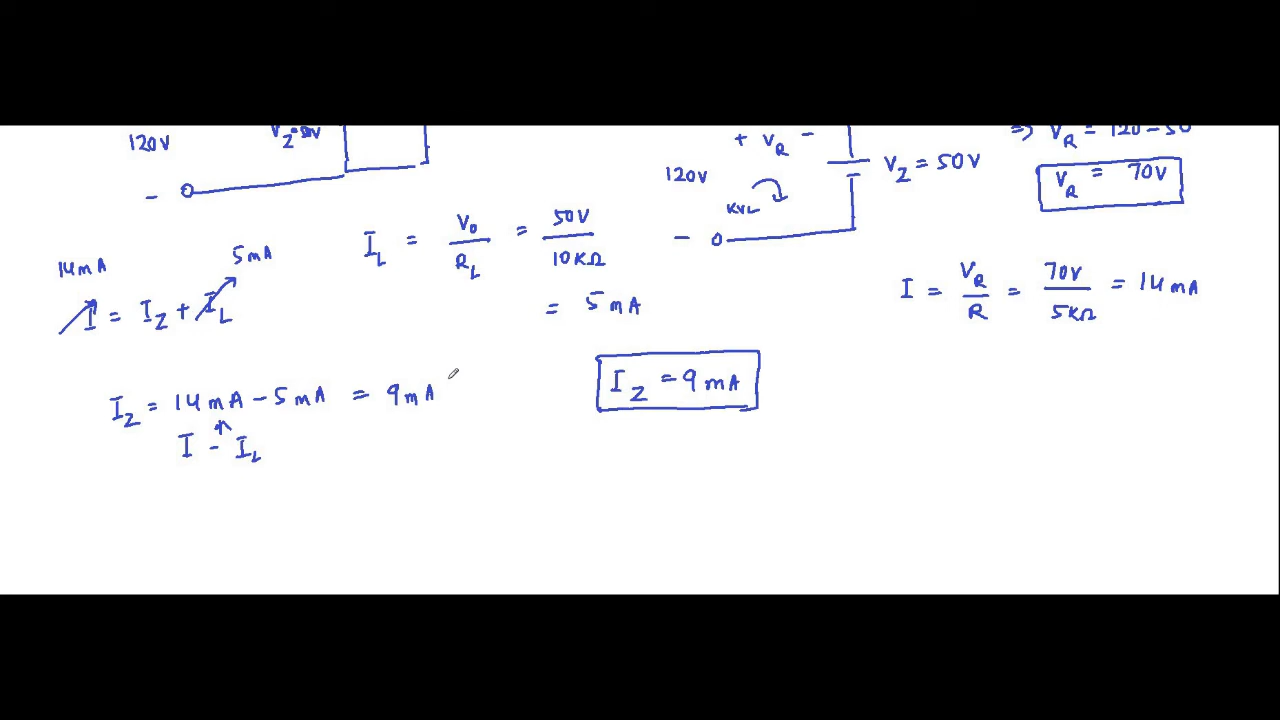 120V
V_Z = 50V
-
+ V_R -
120V
KVL
-
V_Z = 50V
⇒ V_R = 120 - 50
V_R = 70V
I_L = V_0 / R_L = 50V / 10KΩ
= 5mA
I = V_R / R = 70V / 5KΩ = 14mA
14mA
5mA
I = I_Z + I_L
I_Z = 14mA - 5mA = 9mA
I - I_L
I_Z = 9mA